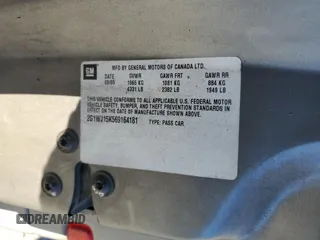 GM
MFD BY GENERAL MOTORS OF CANADA LTD.
DATE GVWR GAWR FRT GAWR RR
1965 KG 1081 KG 884 KG
4331 LB 2382 LB 1949 LB
THIS VEHICLE CONFORMS TO ALL APPLICABLE U.S. FEDERAL MOTOR
VEHICLE SAFETY, BUMPER, AND THEFT PREVENTION STANDARDS IN
EFFECT ON THE DATE OF MANUFACTURE SHOWN ABOVE.
2G1WJ15K569164181 TYPE: PASS CAR
DREAMBID